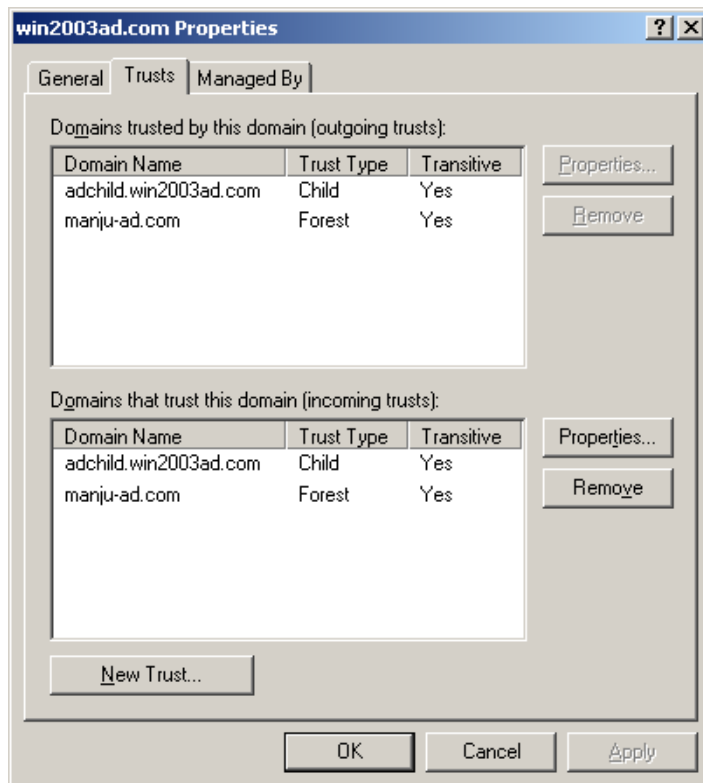 win2003ad.com Properties ? X
General Trusts Managed By
Domains trusted by this domain (outgoing trusts):
Domain Name Trust Type Transitive Properties...
adchild.win2003ad.com Child Yes
manju-ad.com Forest Yes Remove
Domains that trust this domain (incoming trusts):
Domain Name Trust Type Transitive Properties...
adchild.win2003ad.com Child Yes
manju-ad.com Forest Yes Remove
New Trust...
OK Cancel Apply